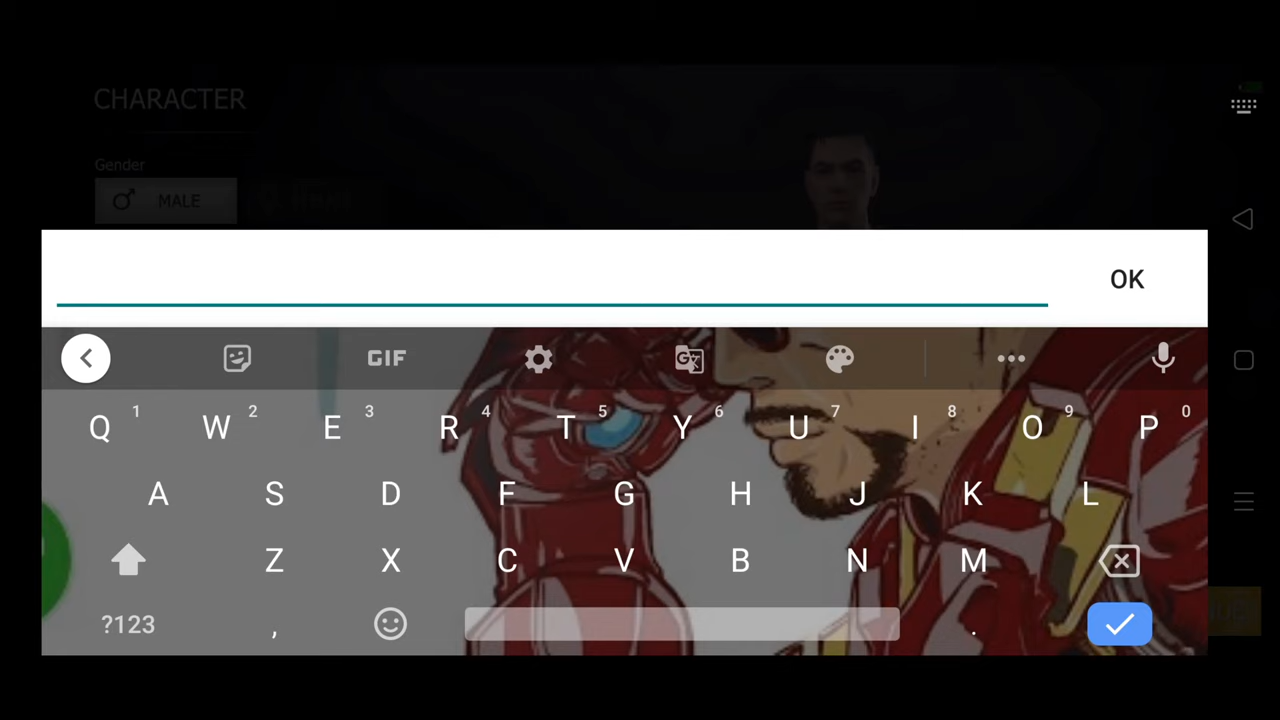 CHARACTER
Gender
MALE
OK
GIF
Q 1 W 2 E 3 R 4 T 5 Y 6 U 7 I 8 O 9 P 0
A S D F G H J K L
Z X C V B N M
?123 , .